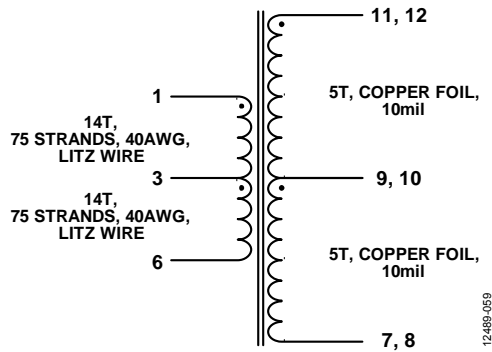 11, 12
1
5T, COPPER FOIL,
10mil
14T,
75 STRANDS, 40AWG,
LITZ WIRE
3
9, 10
14T,
75 STRANDS, 40AWG,
LITZ WIRE
5T, COPPER FOIL,
10mil
6
7, 8
12489-059